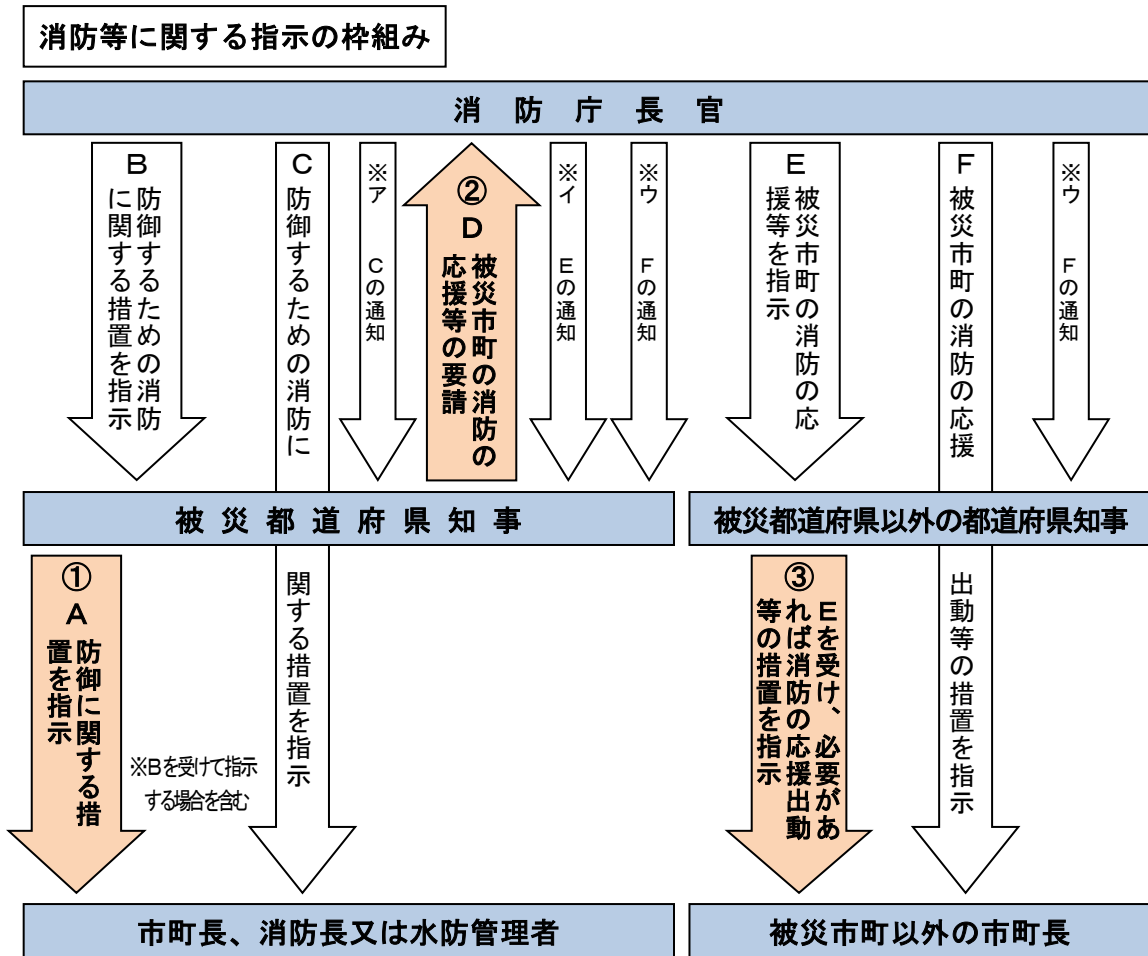 消防等に関する指示の枠組み
消防庁長官
B
防御するための消防
に関する措置を指示
C
防御するための消防に
関する措置を指示
※ア Cの通知
②
D
被災市町の消防の
応援等の要請
※イ Eの通知
※ウ Fの通知
E
被災市町の消防の応
援等を指示
F
被災市町の消防の応援
出動等の措置を指示
※ウ Fの通知
被災都道府県知事
被災都道府県以外の都道府県知事
①
A
防御に関する措
置を指示
※Bを受けて指示
する場合を含む
③
Eを受け、必要があ
れば消防の応援出動
等の措置を指示
市町長、消防長又は水防管理者
被災市町以外の市町長